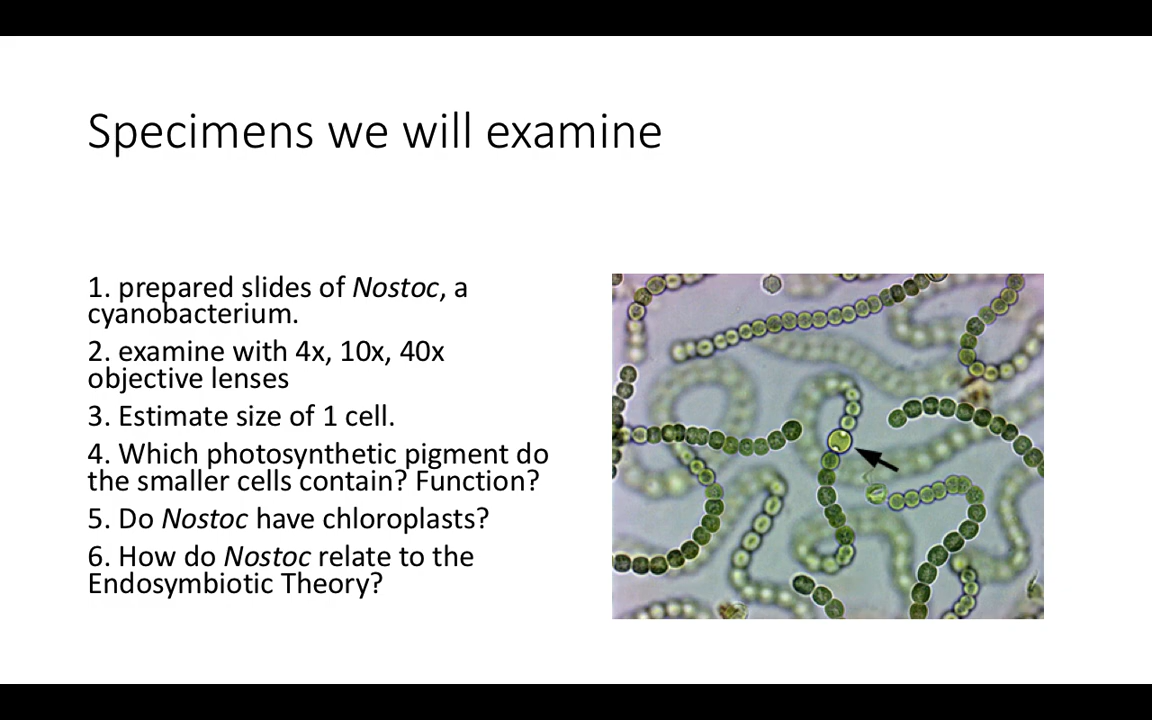 Specimens we will examine
1. prepared slides of Nostoc, a
cyanobacterium.
2. examine with 4x, 10x, 40x
objective lenses
3. Estimate size of 1 cell.
4. Which photosynthetic pigment do
the smaller cells contain? Function?
5. Do Nostoc have chloroplasts?
6. How do Nostoc relate to the
Endosymbiotic Theory?